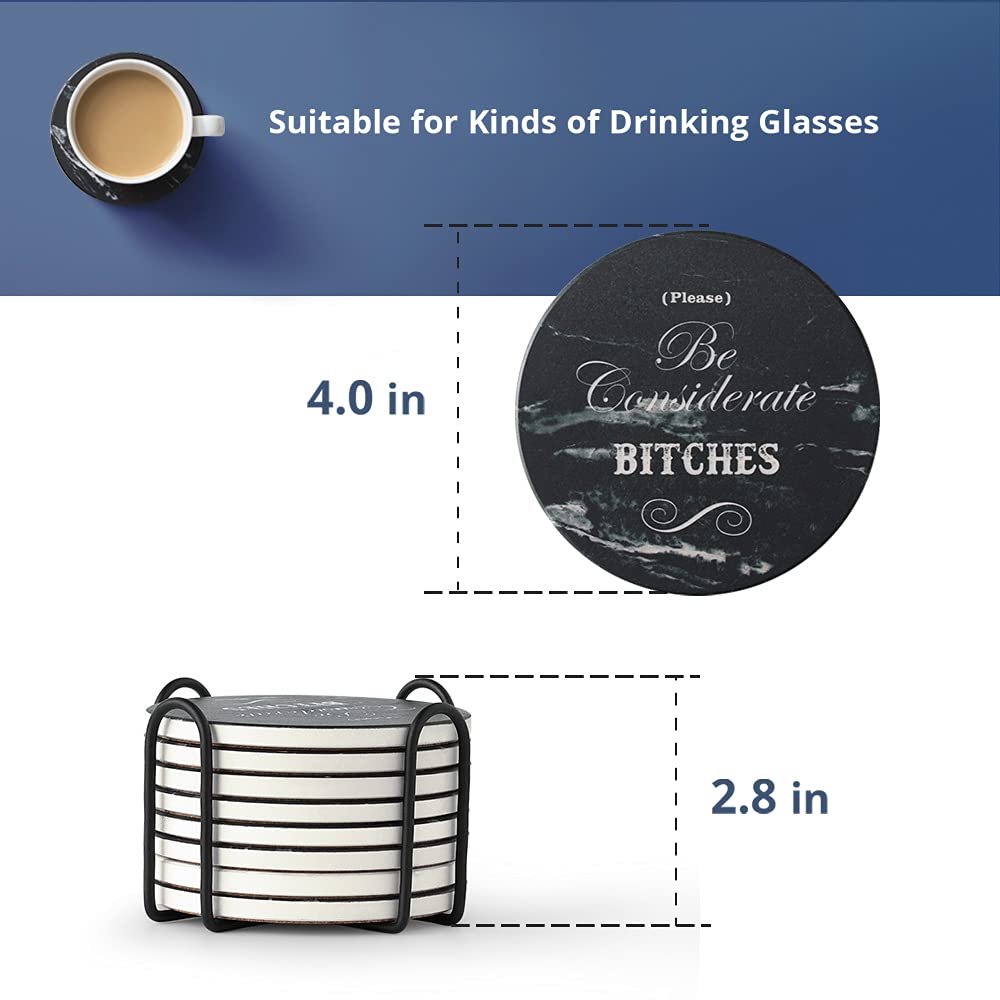 Suitable for Kinds of Drinking Glasses
(Please)
Be
Considerate
BITCHES
4.0 in
2.8 in